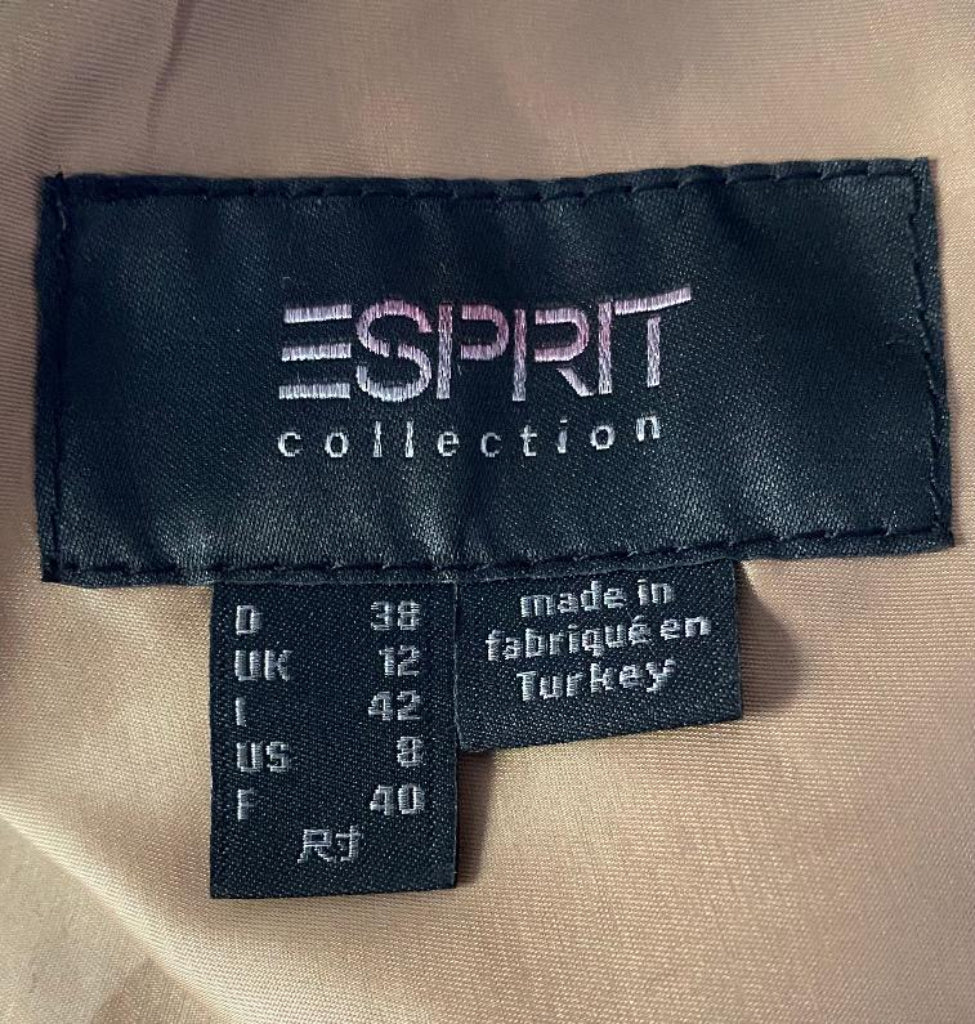 ESPRIT
collection
D 38
UK 12
I 42
US 8
F 40
尺寸
made in
fabriqué en
Turkey